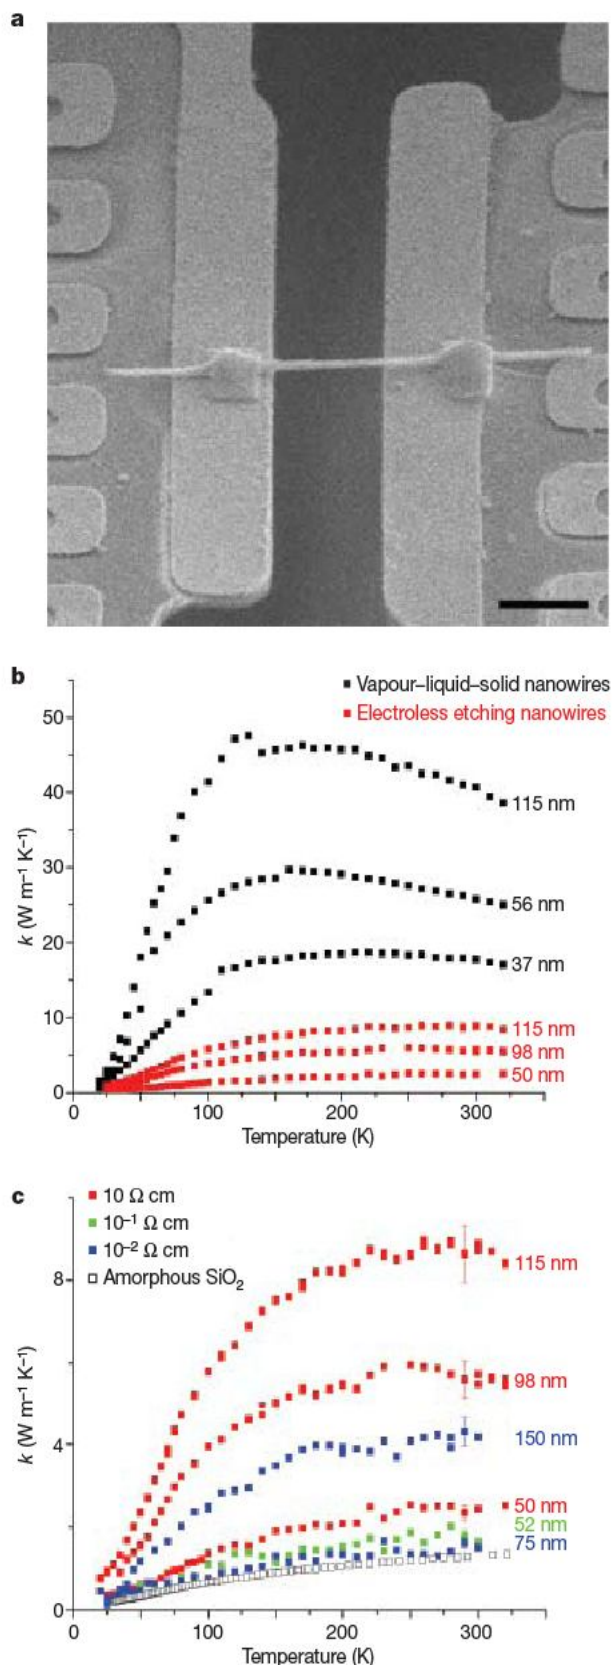 a
b
Vapour–liquid–solid nanowires
Electroless etching nanowires
50
40
30
20
10
0
k (W m⁻¹ K⁻¹)
115 nm
56 nm
37 nm
115 nm
98 nm
50 nm
0
100
200
300
Temperature (K)
c
10 Ω cm
10⁻¹ Ω cm
10⁻² Ω cm
Amorphous SiO₂
8
4
0
k (W m⁻¹ K⁻¹)
115 nm
98 nm
150 nm
50 nm
52 nm
75 nm
0
100
200
300
Temperature (K)